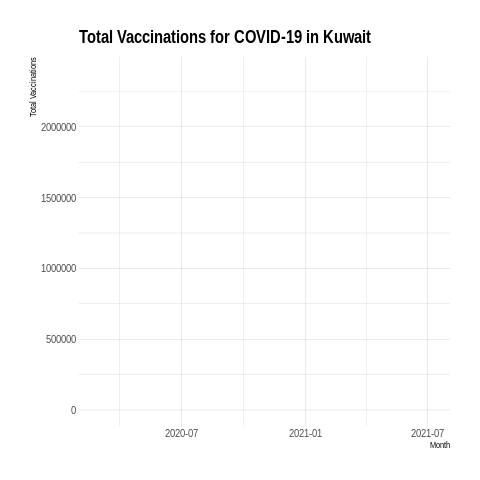 Total Vaccinations for COVID-19 in Kuwait
Total Vaccinations
2000000
1500000
1000000
500000
0
2020-07 2021-01 2021-07
Month